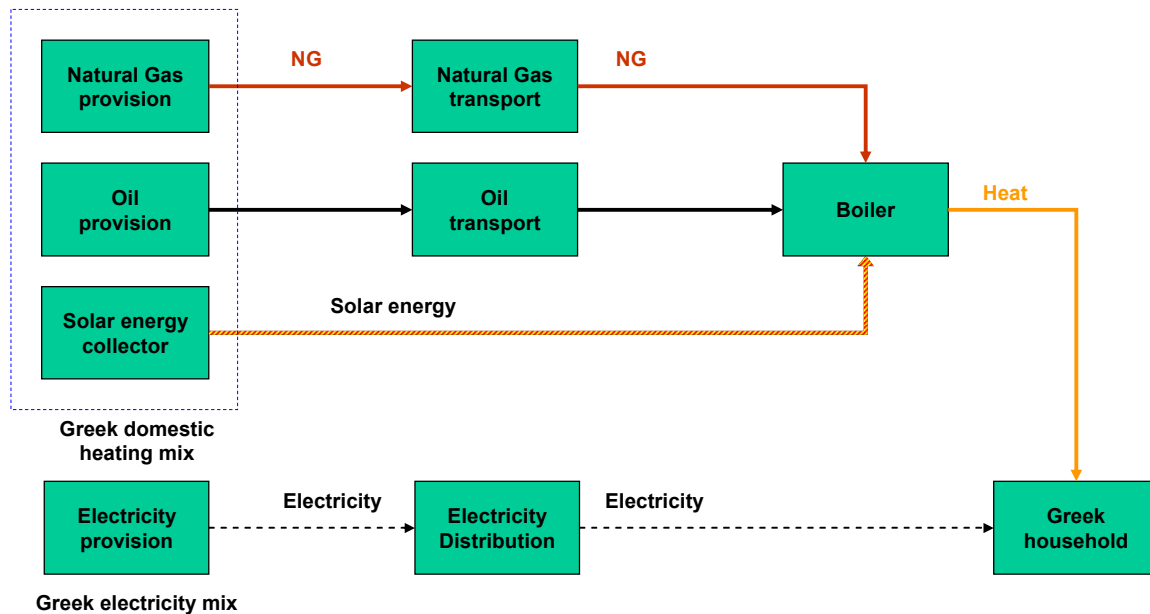 Natural Gas
provision
NG
Natural Gas
transport
NG
Oil
provision
Oil
transport
Boiler
Heat
Solar energy
collector
Solar energy
Greek domestic
heating mix
Electricity
provision
Electricity
Electricity
Distribution
Electricity
Greek
household
Greek electricity mix